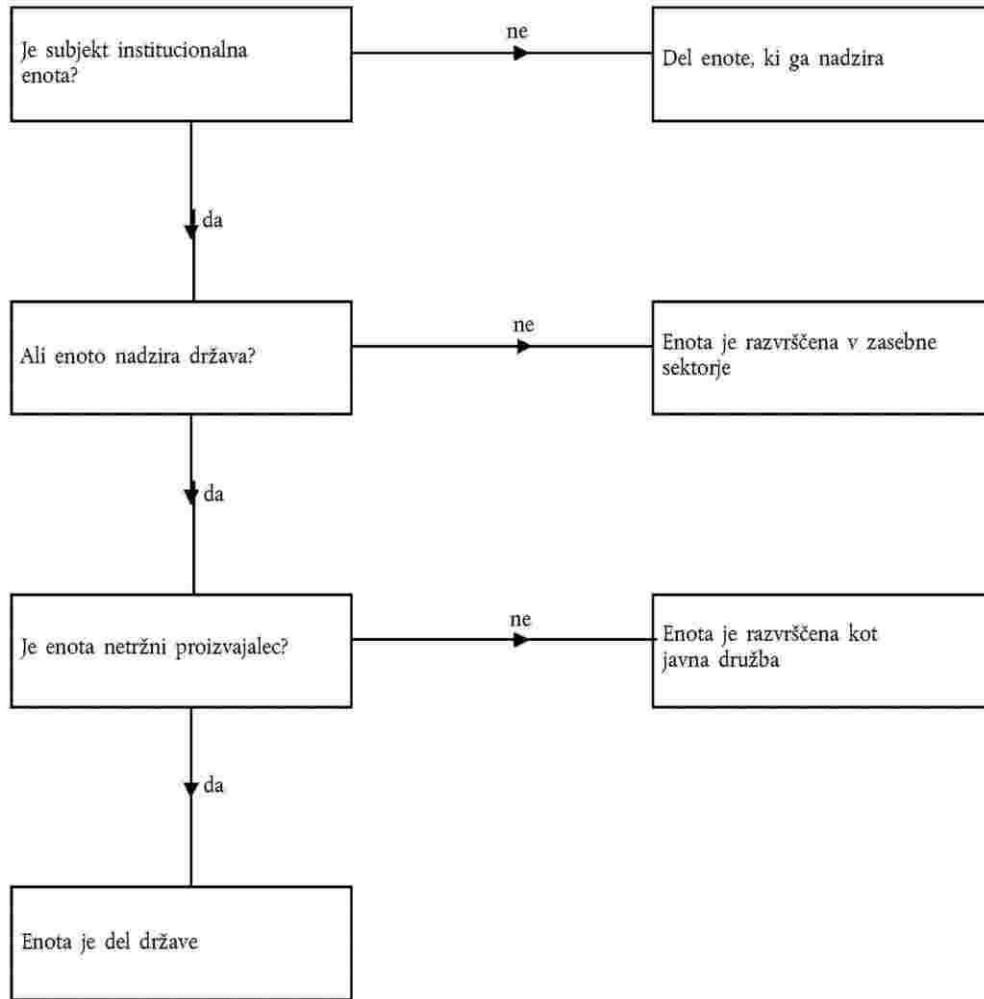 Je subjekt institucionalna
enota?
ne
Del enote, ki ga nadzira
da
Ali enoto nadzira država?
ne
Enota je razvrščena v zasebne
sektorje
da
Je enota netržni proizvajalec?
ne
Enota je razvrščena kot
javna družba
da
Enota je del države